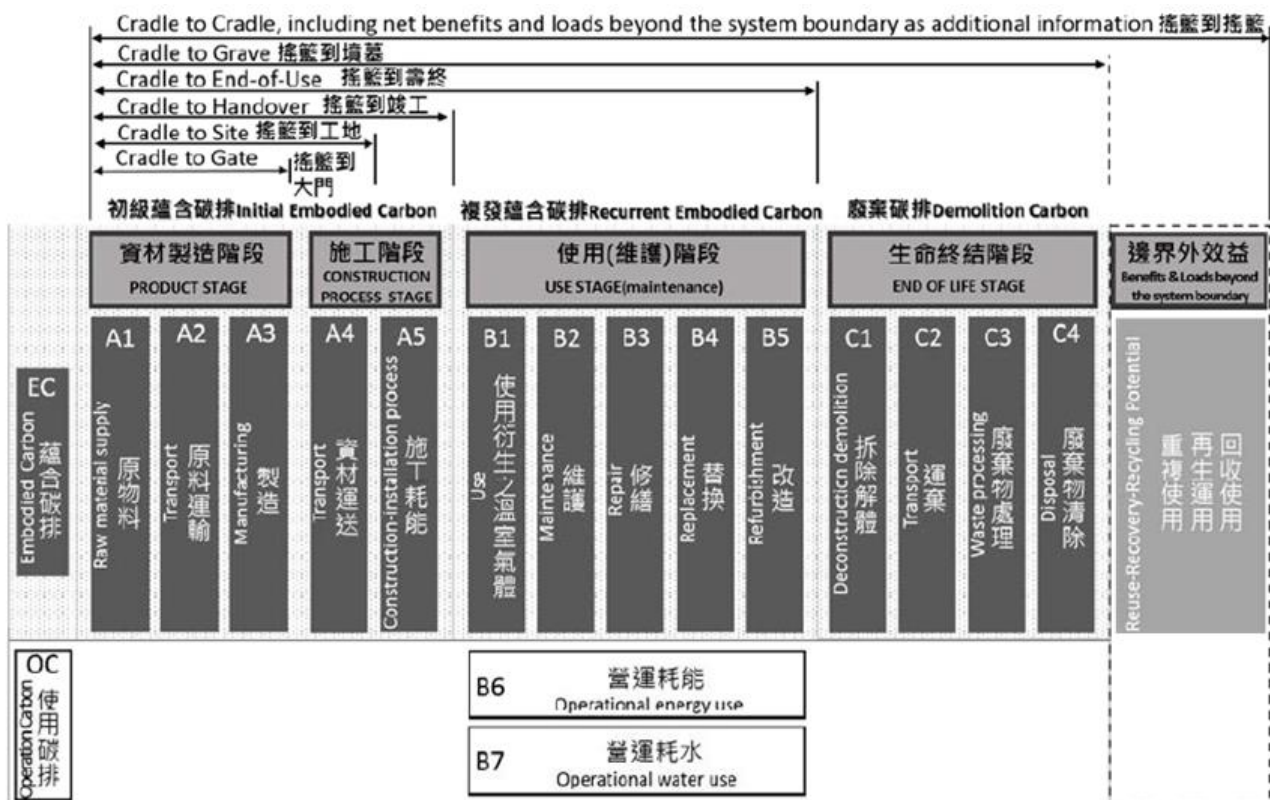 Cradle to Cradle, including net benefits and loads beyond the system boundary as additional information 搖籃到搖籃
Cradle to Grave 搖籃到墳墓
Cradle to End-of-Use 搖籃到壽終
Cradle to Handover 搖籃到竣工
Cradle to Site 搖籃到工地
Cradle to Gate
搖籃到
大門
初級蘊含碳排Initial Embodied Carbon
複發蘊含碳排Recurrent Embodied Carbon
廢棄碳排Demolition Carbon
資材製造階段
PRODUCT STAGE
施工階段
CONSTRUCTION
PROCESS STAGE
使用(維護)階段
USE STAGE(maintenance)
生命終結階段
END OF LIFE STAGE
邊界外效益
Benefits & Loads beyond
the system boundary
EC
Embodied Carbon
蘊含碳排
A1
Raw material supply
原物料
A2
Transport
原料運輸
A3
Manufacturing
製造
A4
Transport
資材運送
A5
Construction-installation process
施工耗能
B1
Use
使用衍生之溫室氣體
B2
Maintenance
維護
B3
Repair
修繕
B4
Replacement
替換
B5
Refurbishment
改造
C1
Deconstruction demolition
拆除解體
C2
Transport
運棄
C3
Waste processing
廢棄物處理
C4
Disposal
廢棄物清除
Reuse-Recovery-Recycling Potential
重複使用
再生運用
回收使用
OC
Operation Carbon
使用碳排
B6
營運耗能
Operational energy use
B7
營運耗水
Operational water use